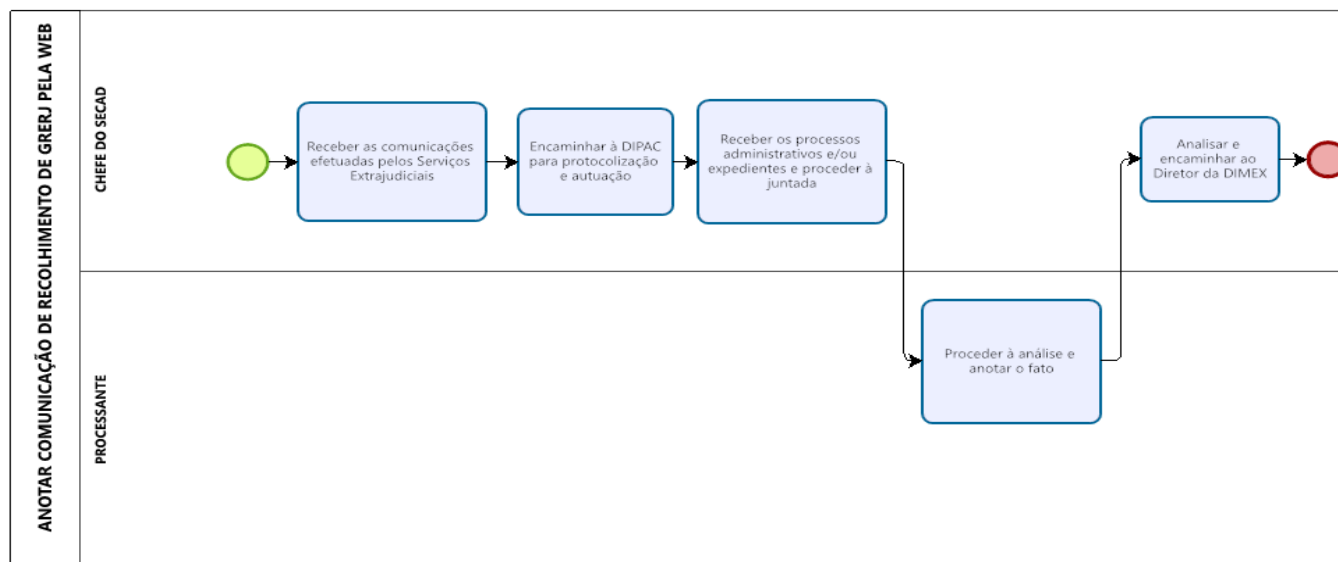 ANOTAR COMUNICAÇÃO DE RECOLHIMENTO DE GRERJ PELA WEB
CHEFE DO SECAD
Receber as comunicações
efetuadas pelos Serviços
Extrajudiciais
Encaminhar à DIPAC
para protocolização
e autuação
Receber os processos
administrativos e/ou
expedientes e proceder à
juntada
Analisar e
encaminhar ao
Diretor da DIMEX
PROCESSANTE
Proceder à análise e
anotar o fato